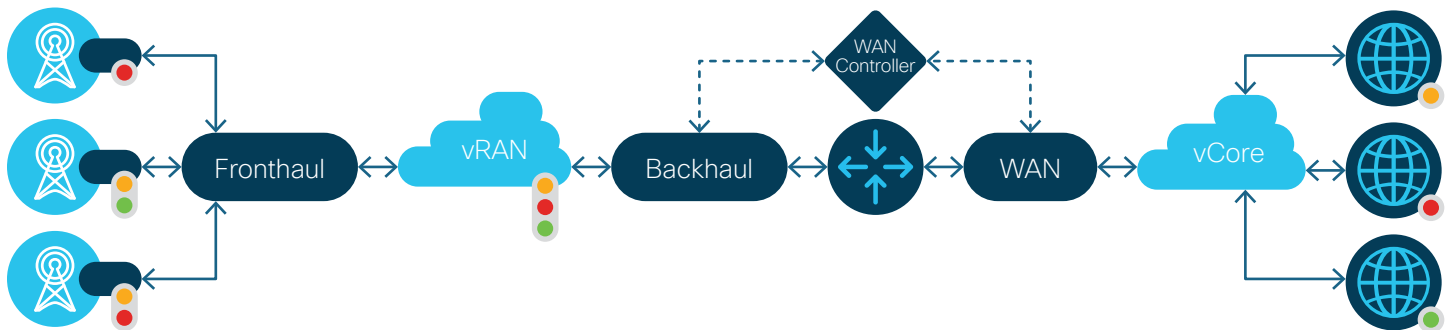 WAN
Controller
Fronthaul
vRAN
Backhaul
WAN
vCore